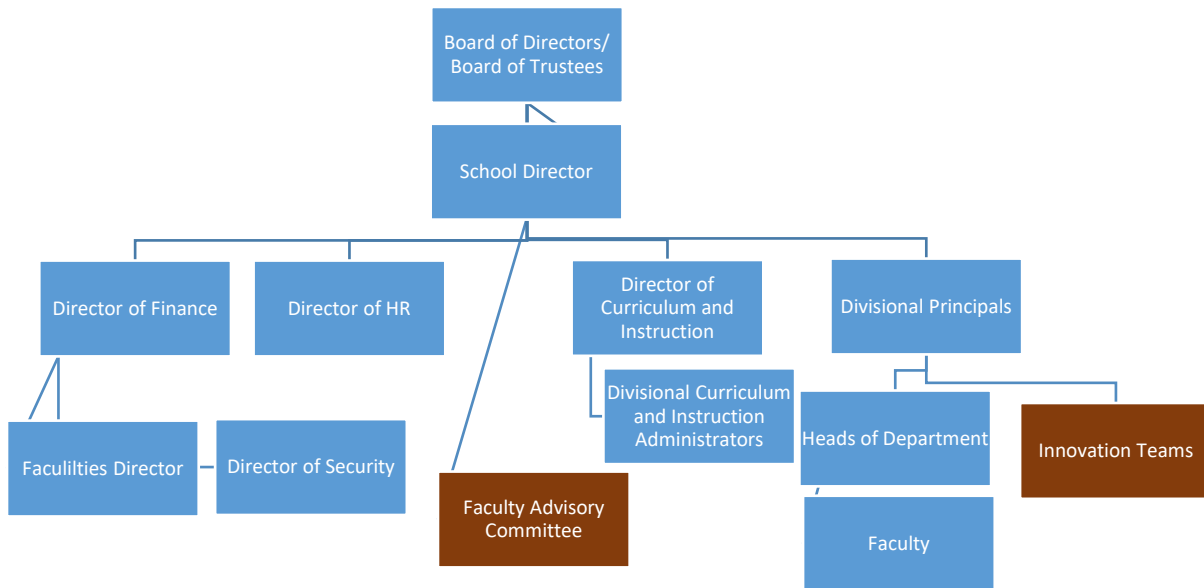 Board of Directors/
Board of Trustees
School Director
Director of Finance
Director of HR
Director of
Curriculum and
Instruction
Divisional Principals
Divisional Curriculum
and Instruction
Administrators
Heads of Department
Innovation Teams
Faculilties Director
Director of Security
Faculty Advisory
Committee
Faculty